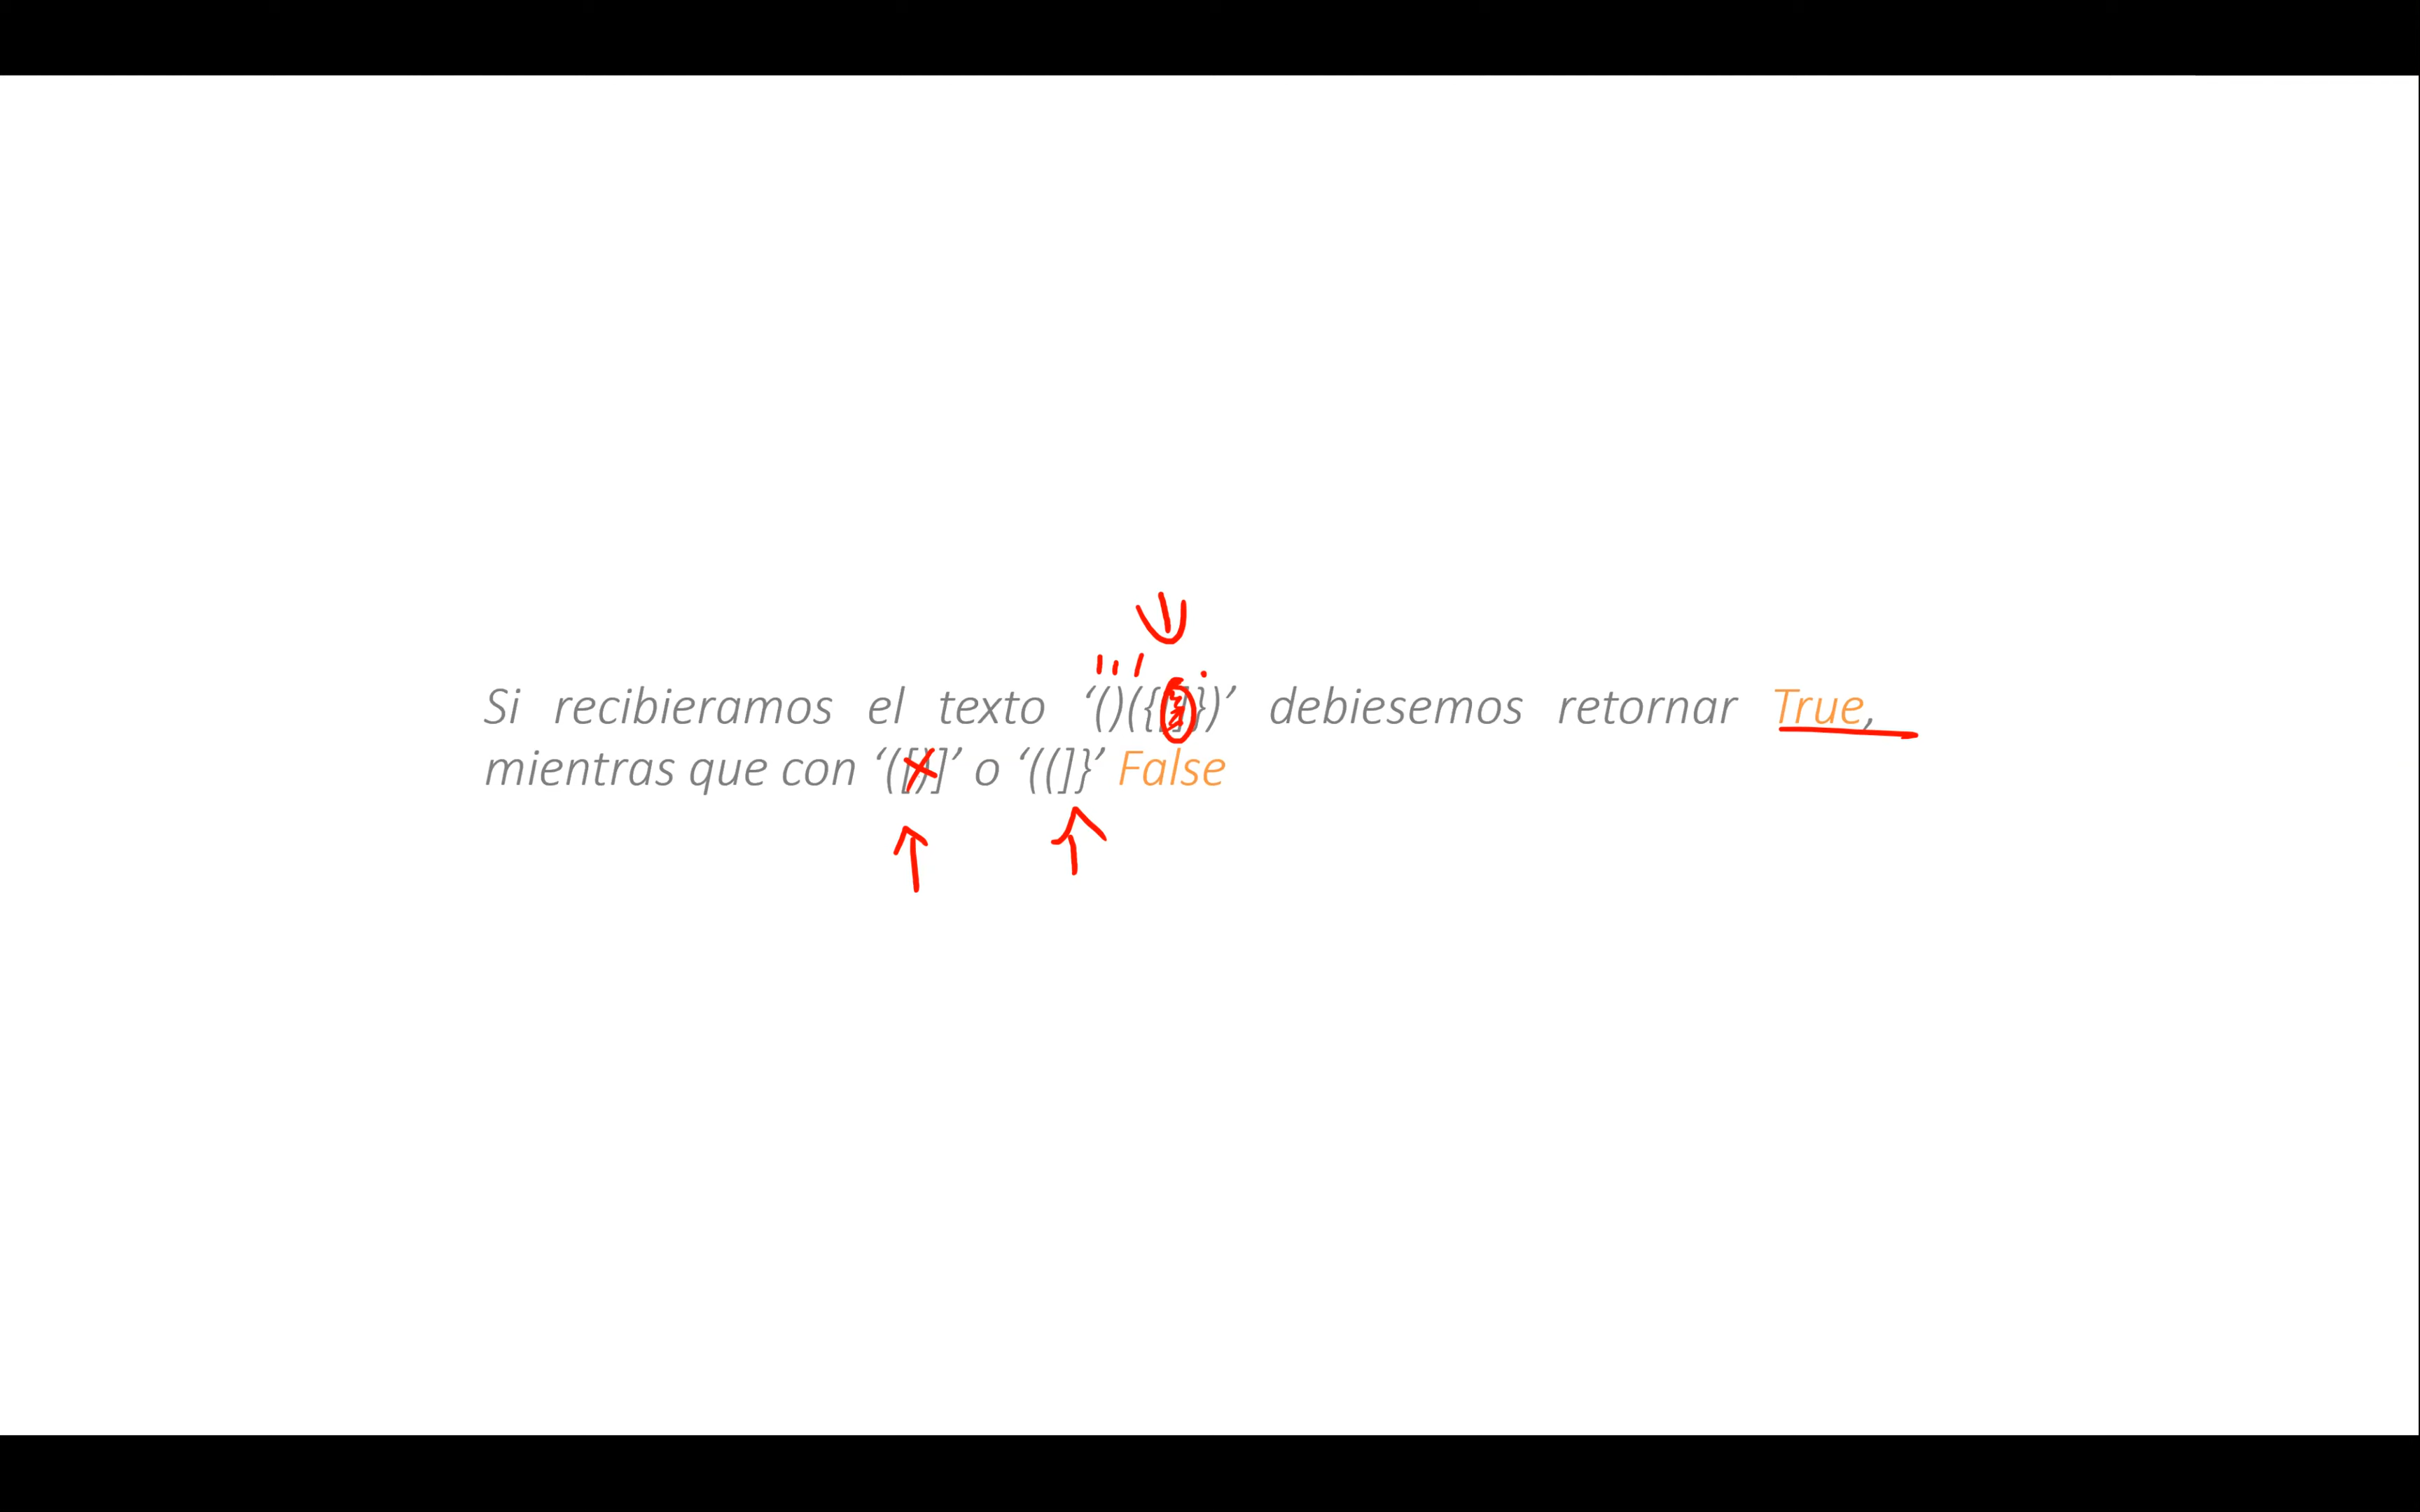 Si recibieramos el texto ‘()({[]})’ debiesemos retornar True,
mientras que con ‘([)]’ o ‘((]}’ False